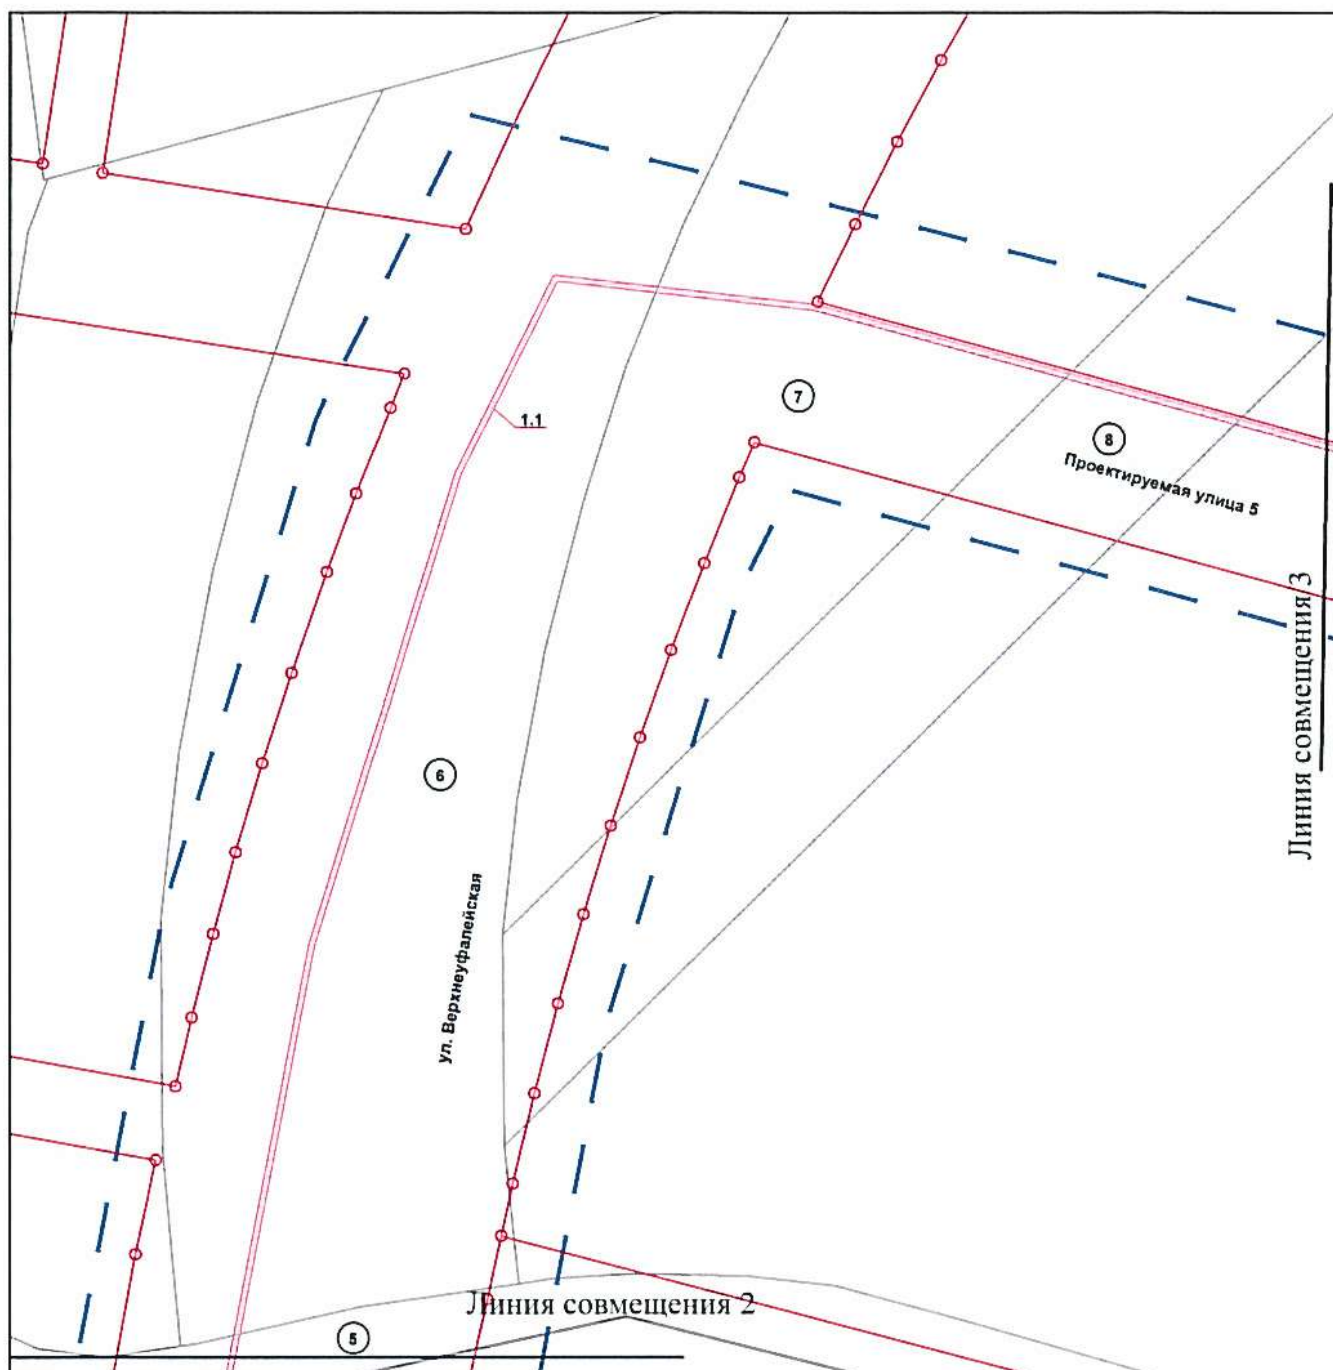 7
1.1
8
Проектируемая улица 5
Линия совмещения 3
6
ул. Верхнеуфалейская
Линия совмещения 2
5